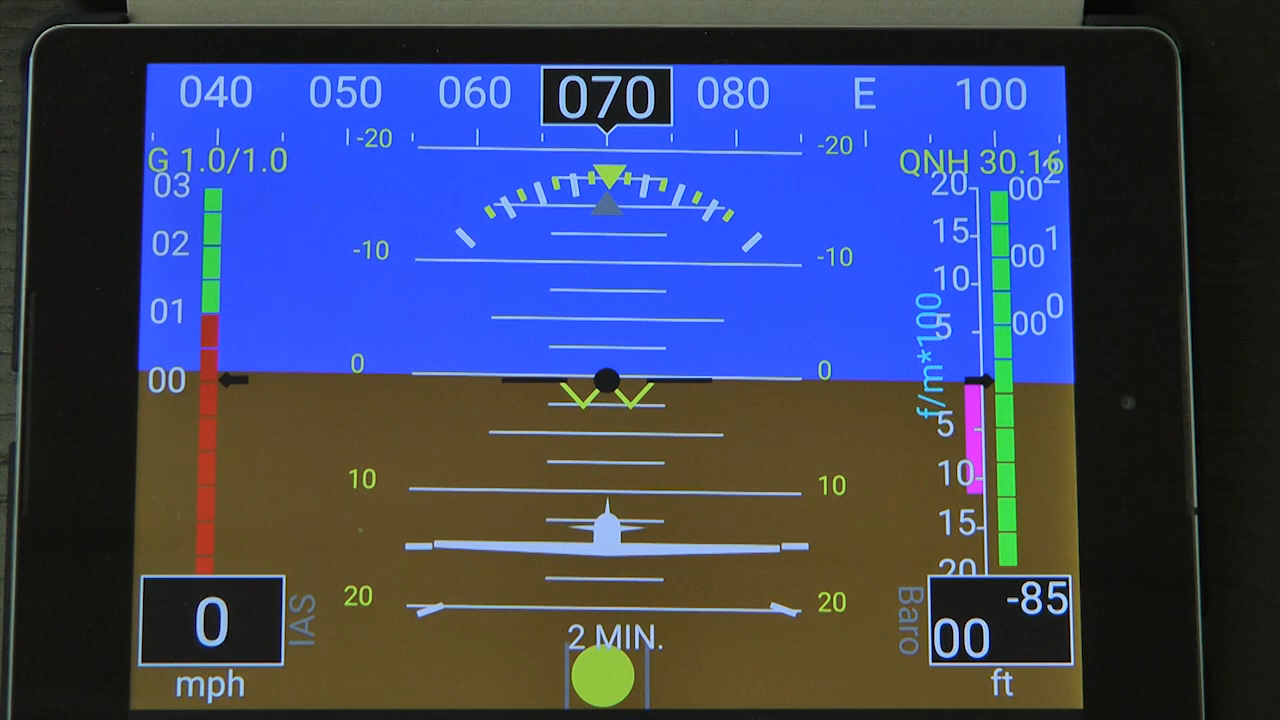 040 050 060 070 080 E 100
-20 -20
G 1.0/1.0 QNH 30.16
03 20 00 2
02 15 00 1
-10 -10
01 10 00 0
f/m*100
5
00 0 0
5
10 10 10
15
20 20 20
0 IAS Baro 00 -85
2 MIN.
mph ft